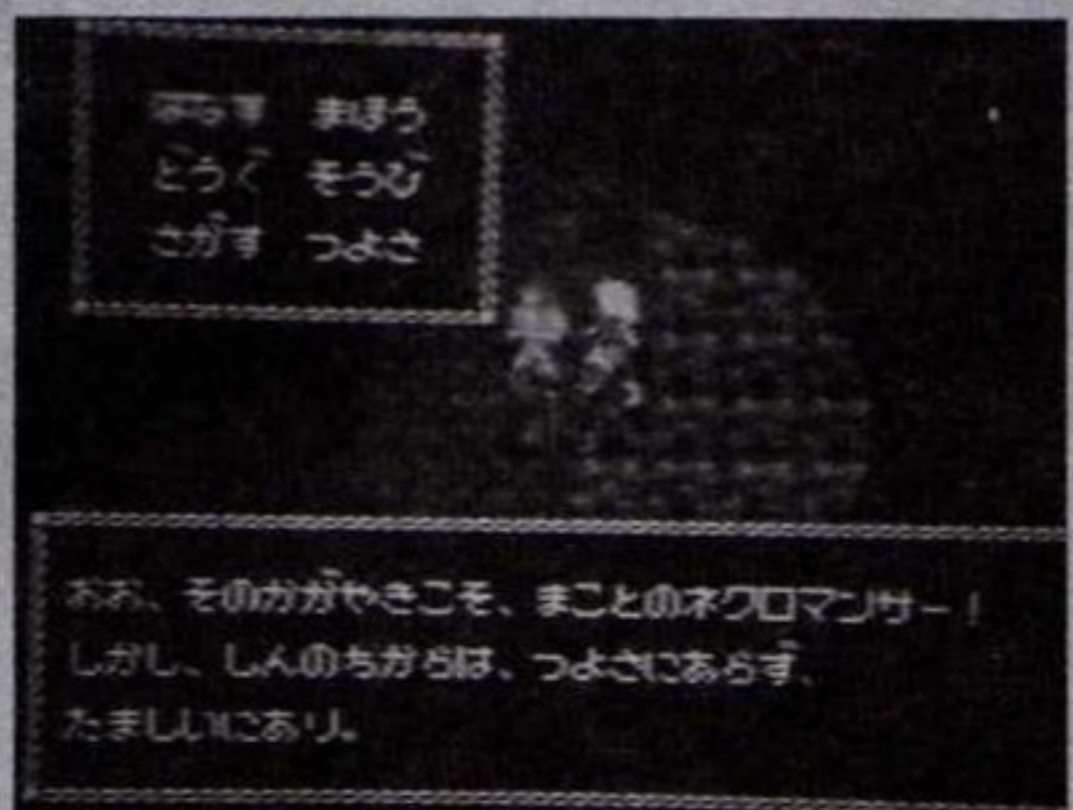 はなす まほう
どうぐ そうび
さがす つよさ
おお、そのかがやきこそ、まことのネクロマンサー！
しかし、しんのちからは、つよさにあらず、
たましいにあり。